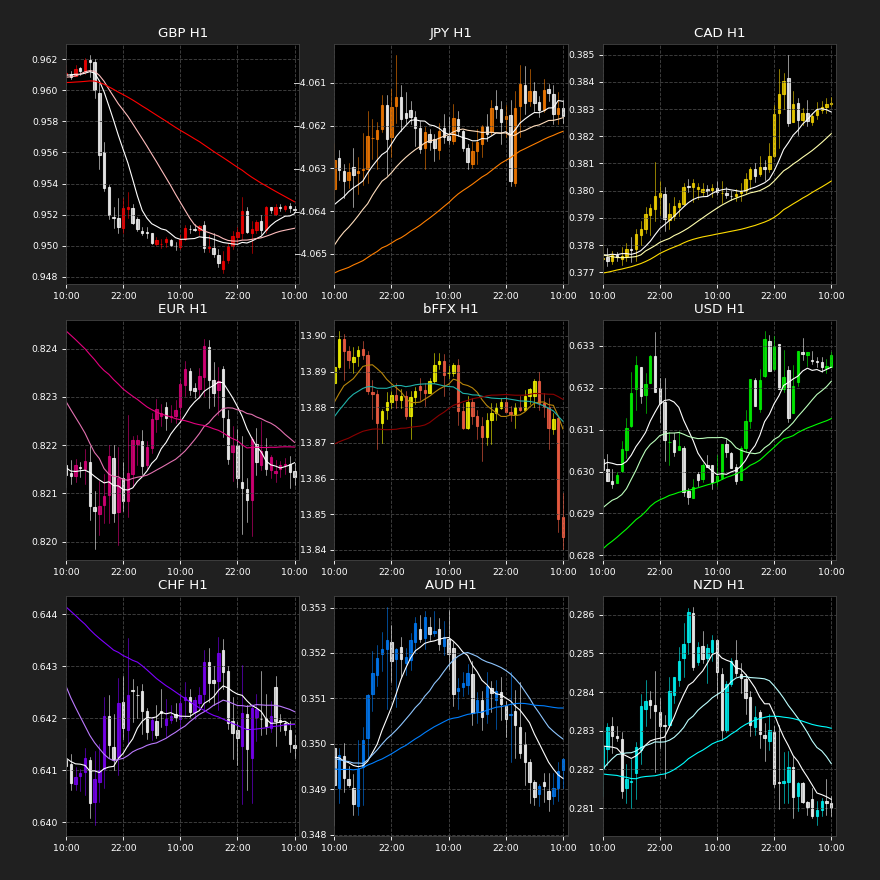 GBP H1 JPY H1 CAD H1
0.962 0.960 0.958 0.956 0.954 0.952 0.950 0.948
-4.061 -4.062 -4.063 -4.064 -4.065
0.385 0.384 0.383 0.382 0.381 0.380 0.379 0.378 0.377
10:00 22:00 10:00 22:00 10:00 10:00 22:00 10:00 22:00 10:00 10:00 22:00 10:00 22:00 10:00
EUR H1 bFFX H1 USD H1
0.824 0.823 0.822 0.821 0.820
13.90 13.89 13.88 13.87 13.86 13.85 13.84
0.633 0.632 0.631 0.630 0.629 0.628
10:00 22:00 10:00 22:00 10:00 10:00 22:00 10:00 22:00 10:00 10:00 22:00 10:00 22:00 10:00
CHF H1 AUD H1 NZD H1
0.644 0.643 0.642 0.641 0.640
0.353 0.352 0.351 0.350 0.349 0.348
0.286 0.285 0.284 0.283 0.282 0.281
10:00 22:00 10:00 22:00 10:00 10:00 22:00 10:00 22:00 10:00 10:00 22:00 10:00 22:00 10:00